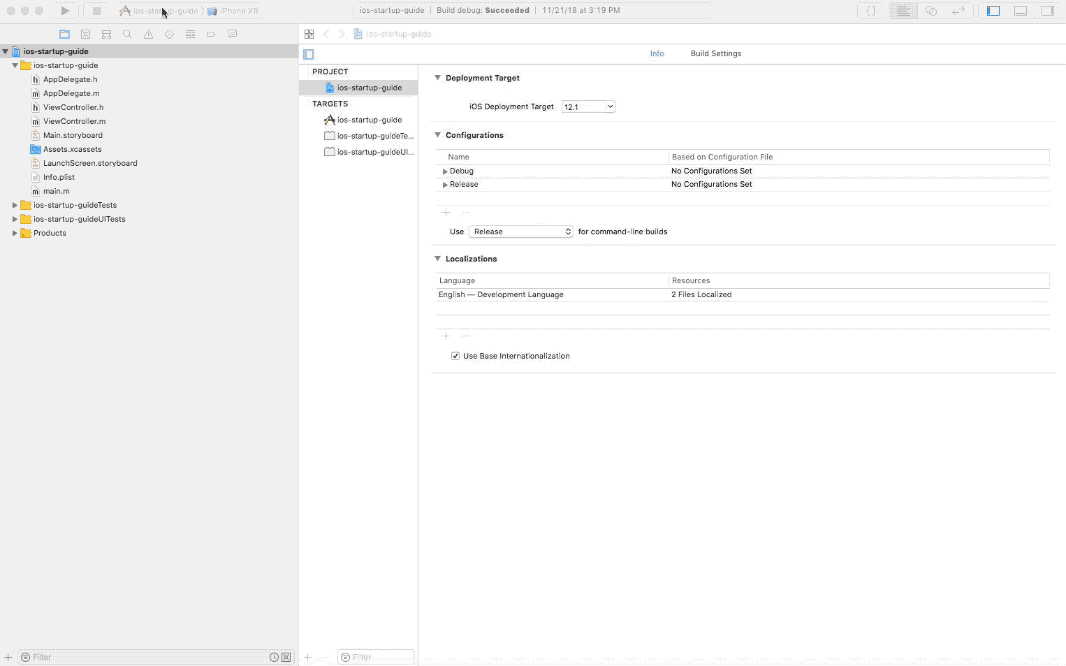 ios-startup-guide iPhone XR
ios-startup-guide | Build debug: Succeeded | 11/21/18 at 3:19 PM
ios-startup-guide
ios-startup-guide
ios-startup-guide
AppDelegate.h
AppDelegate.m
ViewController.h
ViewController.m
Main.storyboard
Assets.xcassets
LaunchScreen.storyboard
Info.plist
main.m
ios-startup-guideTests
ios-startup-guideUITests
Products
Filter
PROJECT
ios-startup-guide
TARGETS
ios-startup-guide
ios-startup-guideTe...
ios-startup-guideUI...
Filter
Info Build Settings
Deployment Target
iOS Deployment Target 12.1
Configurations
Name Based on Configuration File
Debug No Configurations Set
Release No Configurations Set
Use Release for command-line builds
Localizations
Language Resources
English — Development Language 2 Files Localized
Use Base Internationalization